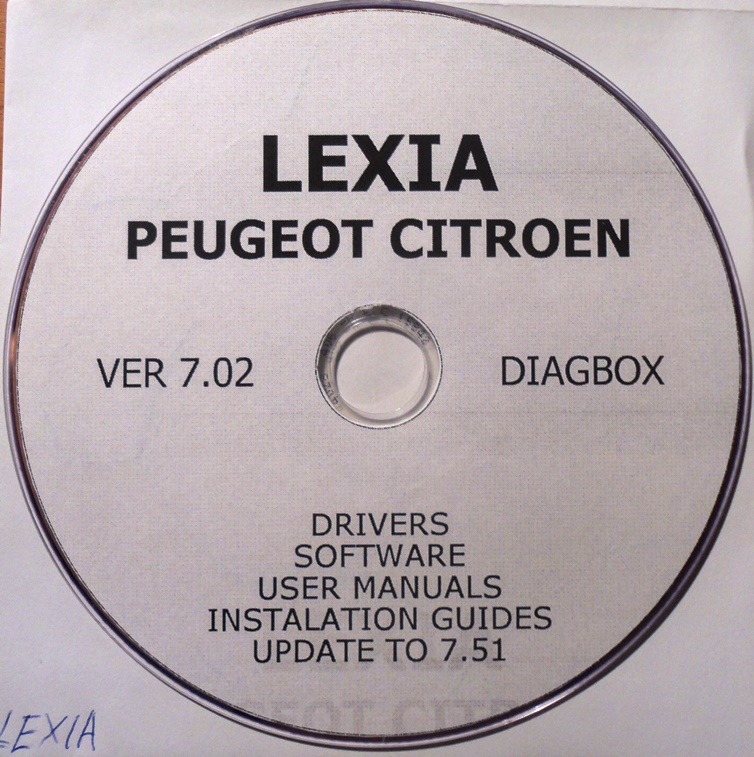 LEXIA
PEUGEOT CITROEN
VER 7.02
DIAGBOX
DRIVERS
SOFTWARE
USER MANUALS
INSTALATION GUIDES
UPDATE TO 7.51
LEXIA